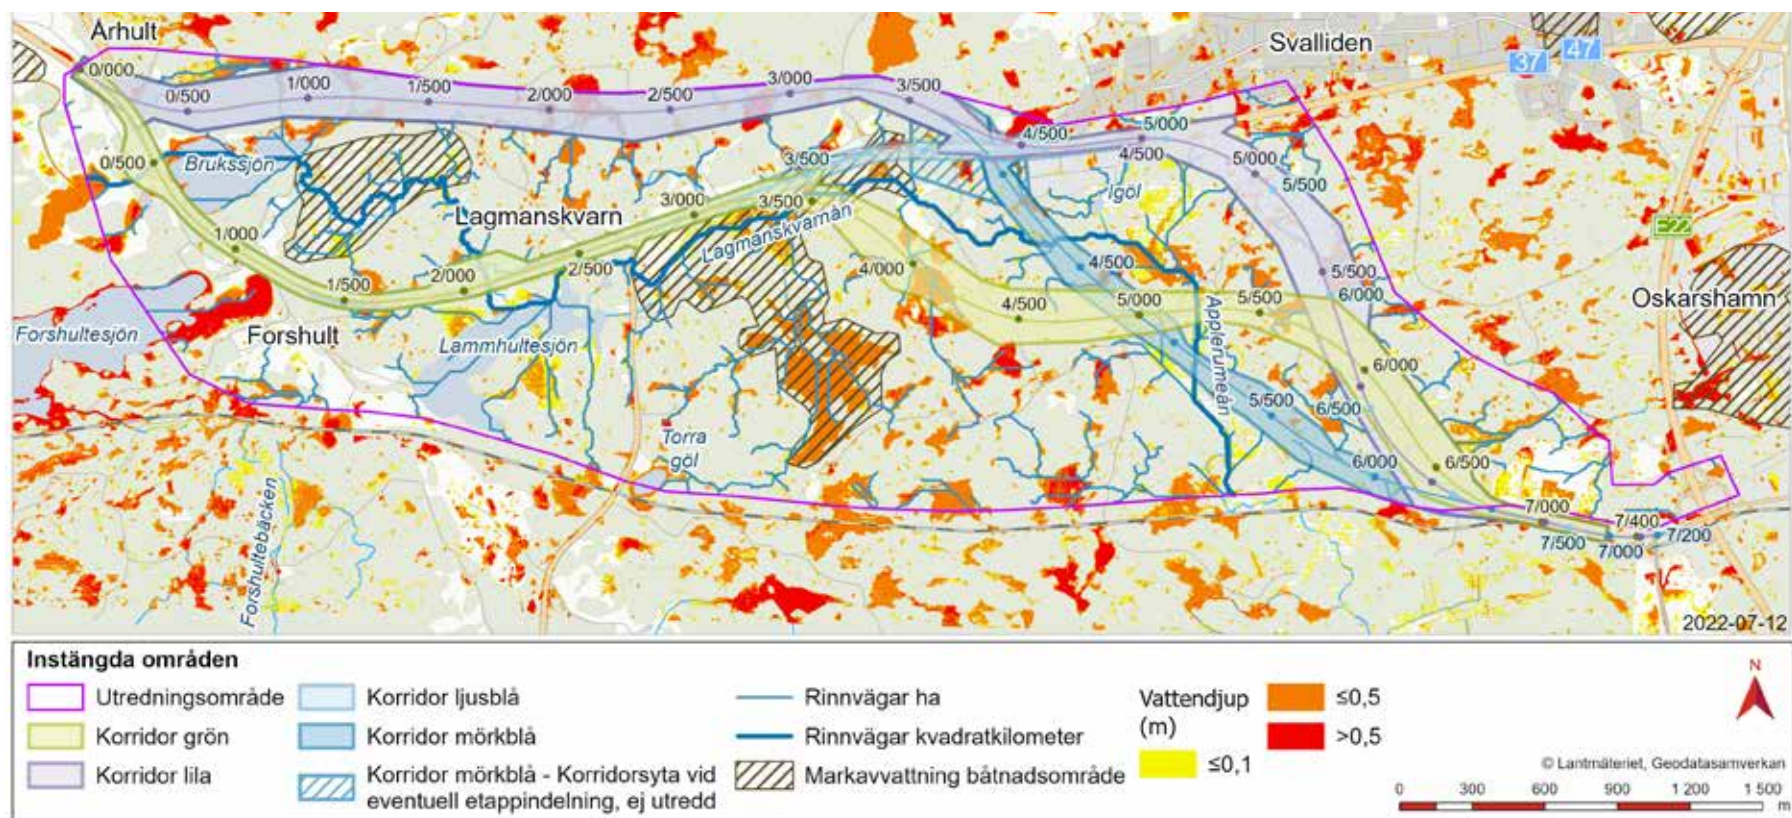 Århult
Svalliden
37
47
0/000
0/500
1/000
1/500
2/000
2/500
3/000
3/500
4/500
5/000
4/500
5/000
5/500
0/500
Brukssjön
3/500
Igöl
Lagmanskvarn
3/000
3/500
Lagmanskvarnån
E22
1/000
4/000
4/500
5/500
6/000
Oskarshamn
2/000
2/500
1/500
4/500
5/000
5/500
Applerumeån
Forshultesjön
Forshult
Lammhultesjön
6/000
5/500
6/500
Torra
göl
6/000
6/500
Forshultebäcken
7/000
7/400
7/500
7/000
7/200
2022-07-12
Instängda områden
Utredningsområde
Korridor grön
Korridor lila
Korridor ljusblå
Korridor mörkblå
Korridor mörkblå - Korridorsyta vid
eventuell etappindelning, ej utredd
Rinnvägar ha
Rinnvägar kvadratkilometer
Markavvattning båtnadsområde
Vattendjup
(m)
≤0,1
≤0,5
>0,5
N
© Lantmäteriet, Geodatasamverkan
0 300 600 900 1 200 1 500
m